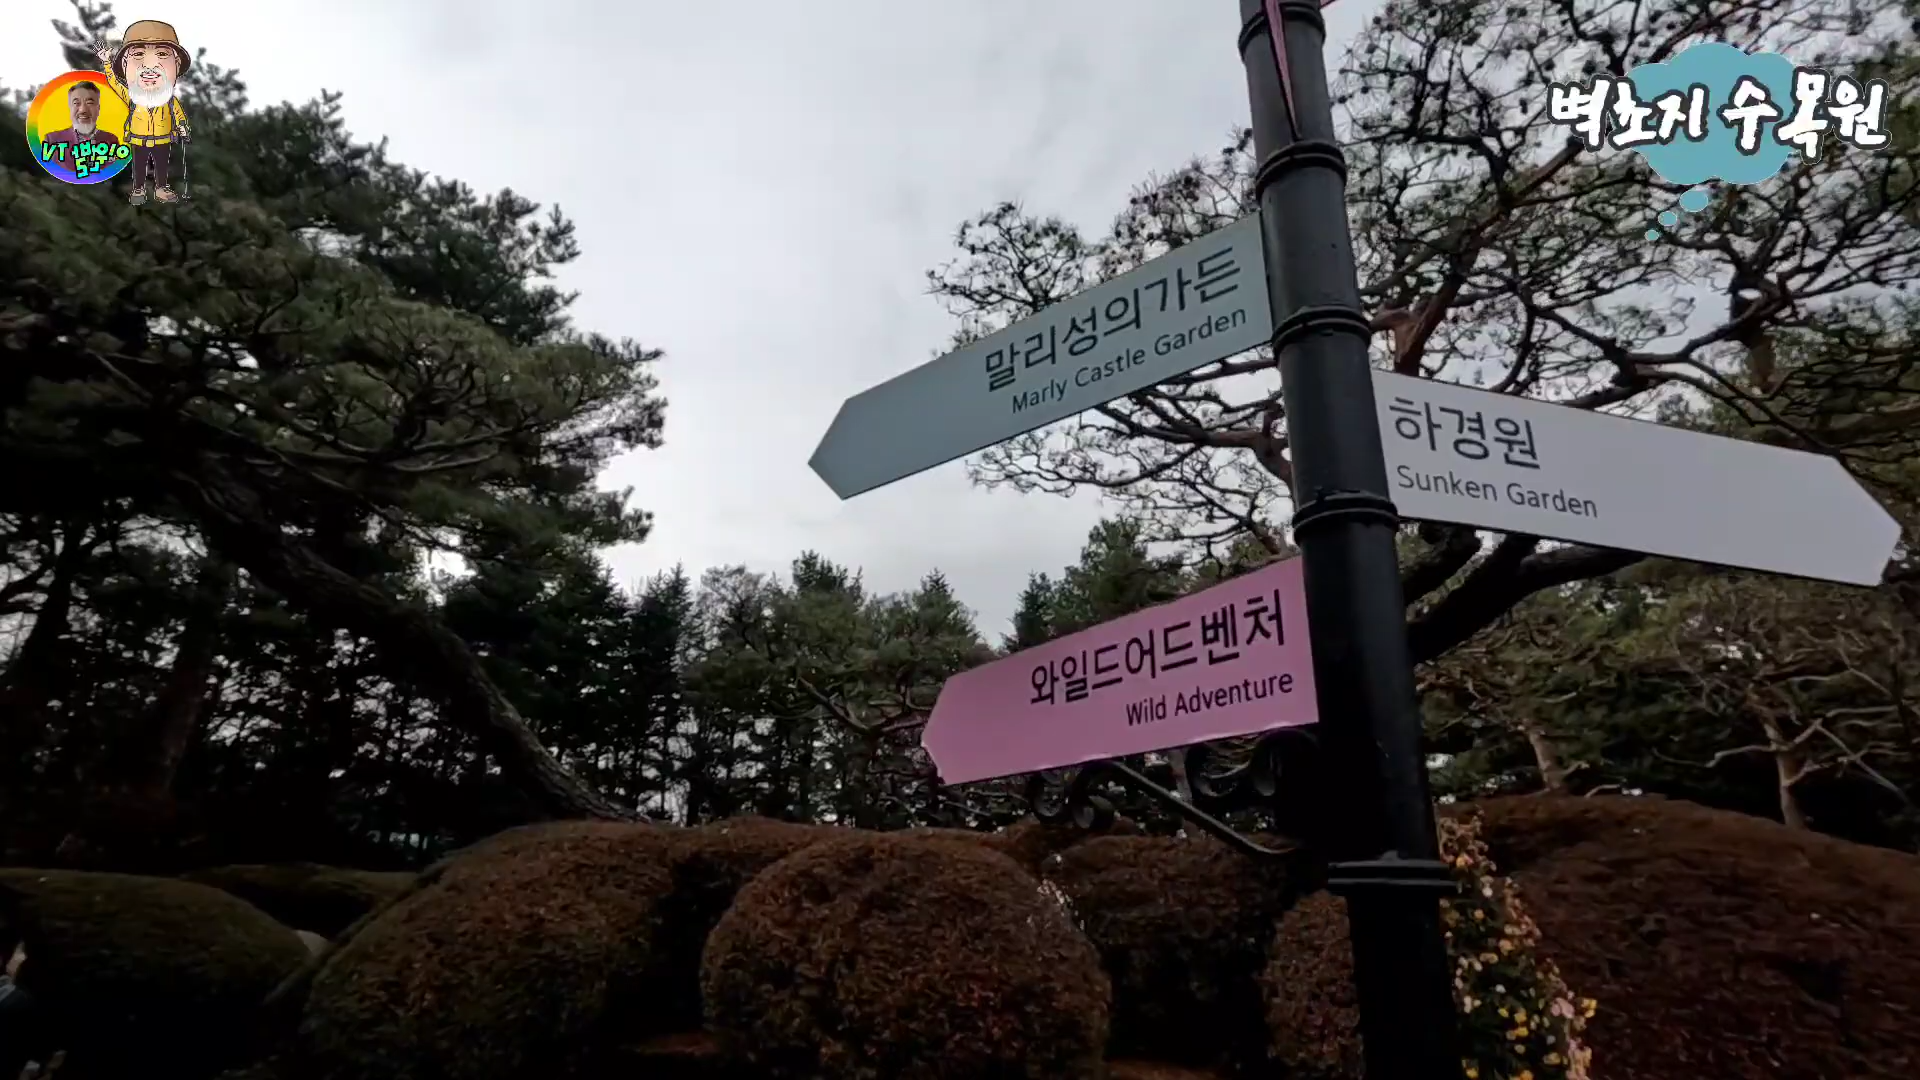 벽초지 수목원
말리성의가든
Marly Castle Garden
하경원
Sunken Garden
와일드어드벤처
Wild Adventure